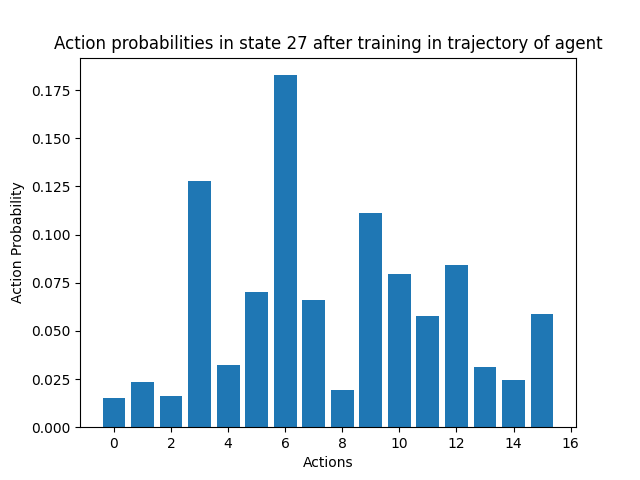 Action probabilities in state 27 after training in trajectory of agent
0.175
0.150
0.125
0.100
0.075
0.050
0.025
0.000
Action Probability
0 2 4 6 8 10 12 14 16
Actions